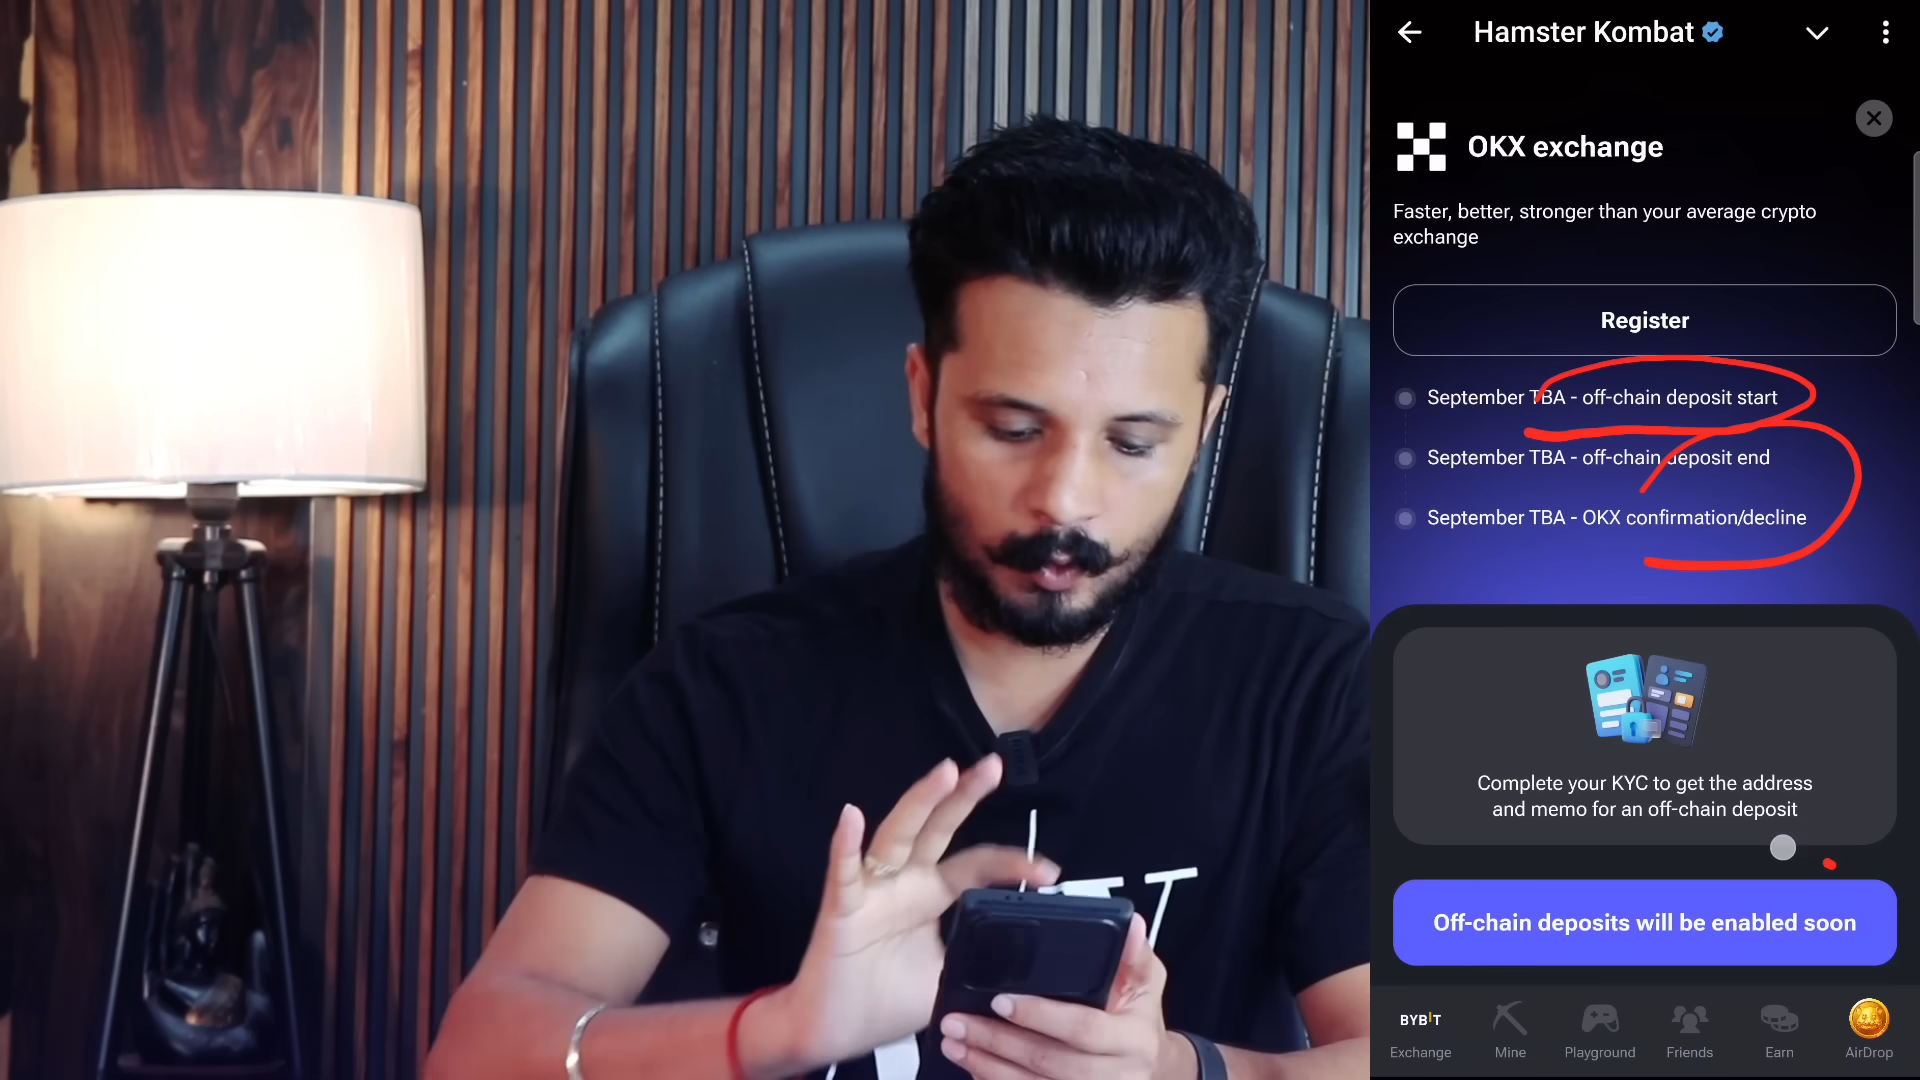 Hamster Kombat
OKX exchange
Faster, better, stronger than your average crypto
exchange
Register
September TBA - off-chain deposit start
September TBA - off-chain deposit end
September TBA - OKX confirmation/decline
Complete your KYC to get the address
and memo for an off-chain deposit
Off-chain deposits will be enabled soon
BYBIT
Exchange
Mine
Playground
Friends
Earn
AirDrop